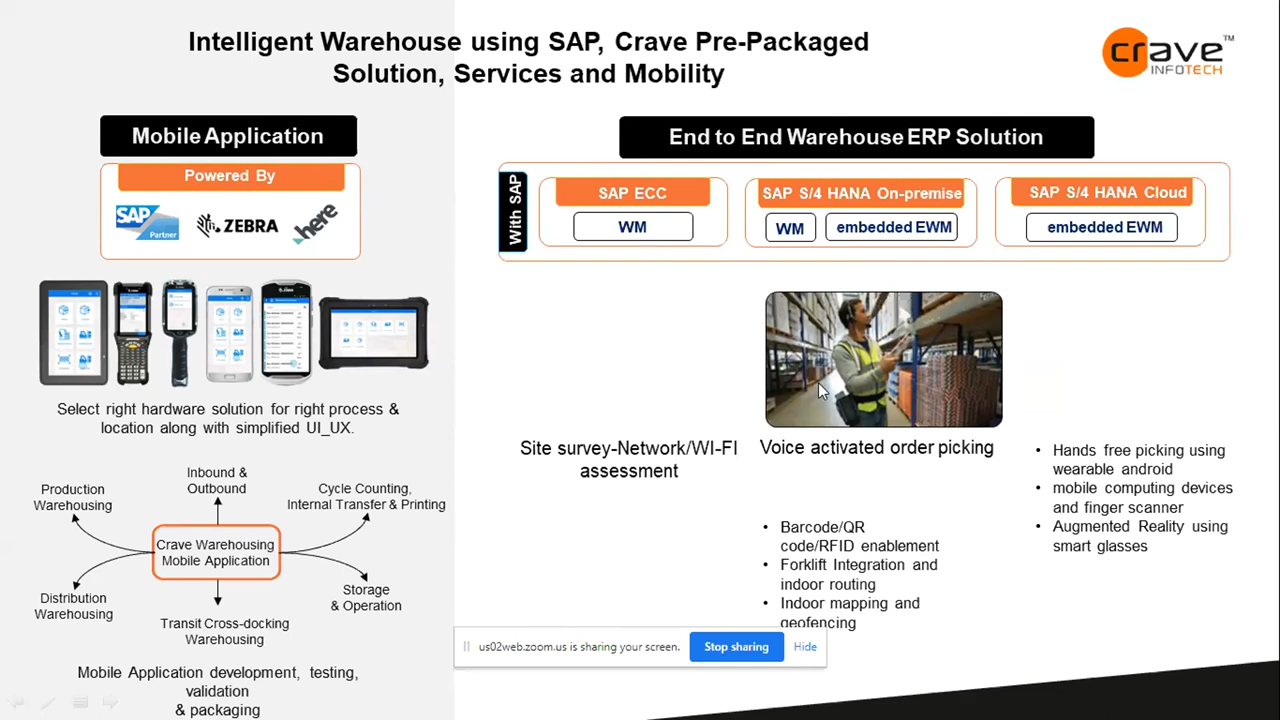 Intelligent Warehouse using SAP, Crave Pre-Packaged
Solution, Services and Mobility
crave™
INFOTECH
Mobile Application
Powered By
SAP
Partner
ZEBRA
here
Select right hardware solution for right process &
location along with simplified UI_UX.
Inbound &
Outbound
Production
Warehousing
Cycle Counting,
Internal Transfer & Printing
Crave Warehousing
Mobile Application
Distribution
Warehousing
Storage
& Operation
Transit Cross-docking
Warehousing
Mobile Application development, testing,
validation
& packaging
End to End Warehouse ERP Solution
With SAP
SAP ECC
WM
SAP S/4 HANA On-premise
WM
embedded EWM
SAP S/4 HANA Cloud
embedded EWM
Site survey-Network/WI-FI
assessment
Voice activated order picking
• Barcode/QR
code/RFID enablement
• Forklift Integration and
indoor routing
• Indoor mapping and
geofencing
• Hands free picking using
wearable android
• mobile computing devices
and finger scanner
• Augmented Reality using
smart glasses
us02web.zoom.us is sharing your screen.
Stop sharing
Hide